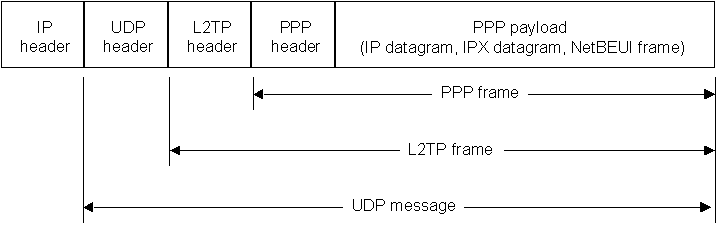 IP
header
UDP
header
L2TP
header
PPP
header
PPP payload
(IP datagram, IPX datagram, NetBEUI frame)
PPP frame
L2TP frame
UDP message